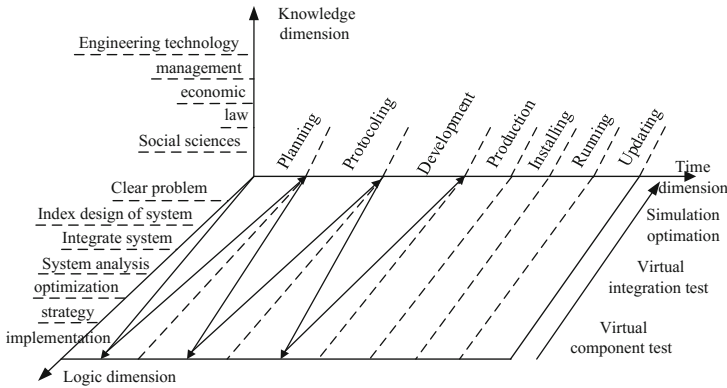 Knowledge
dimension
Engineering technology
management
economic
law
Social sciences
Planning
Protocoling
Development
Production
Installing
Running
Updating
Time
dimension
Clear problem
Index design of system
Integrate system
System analysis
optimization
strategy
implementation
Logic dimension
Simulation
optimation
Virtual
integration test
Virtual
component test